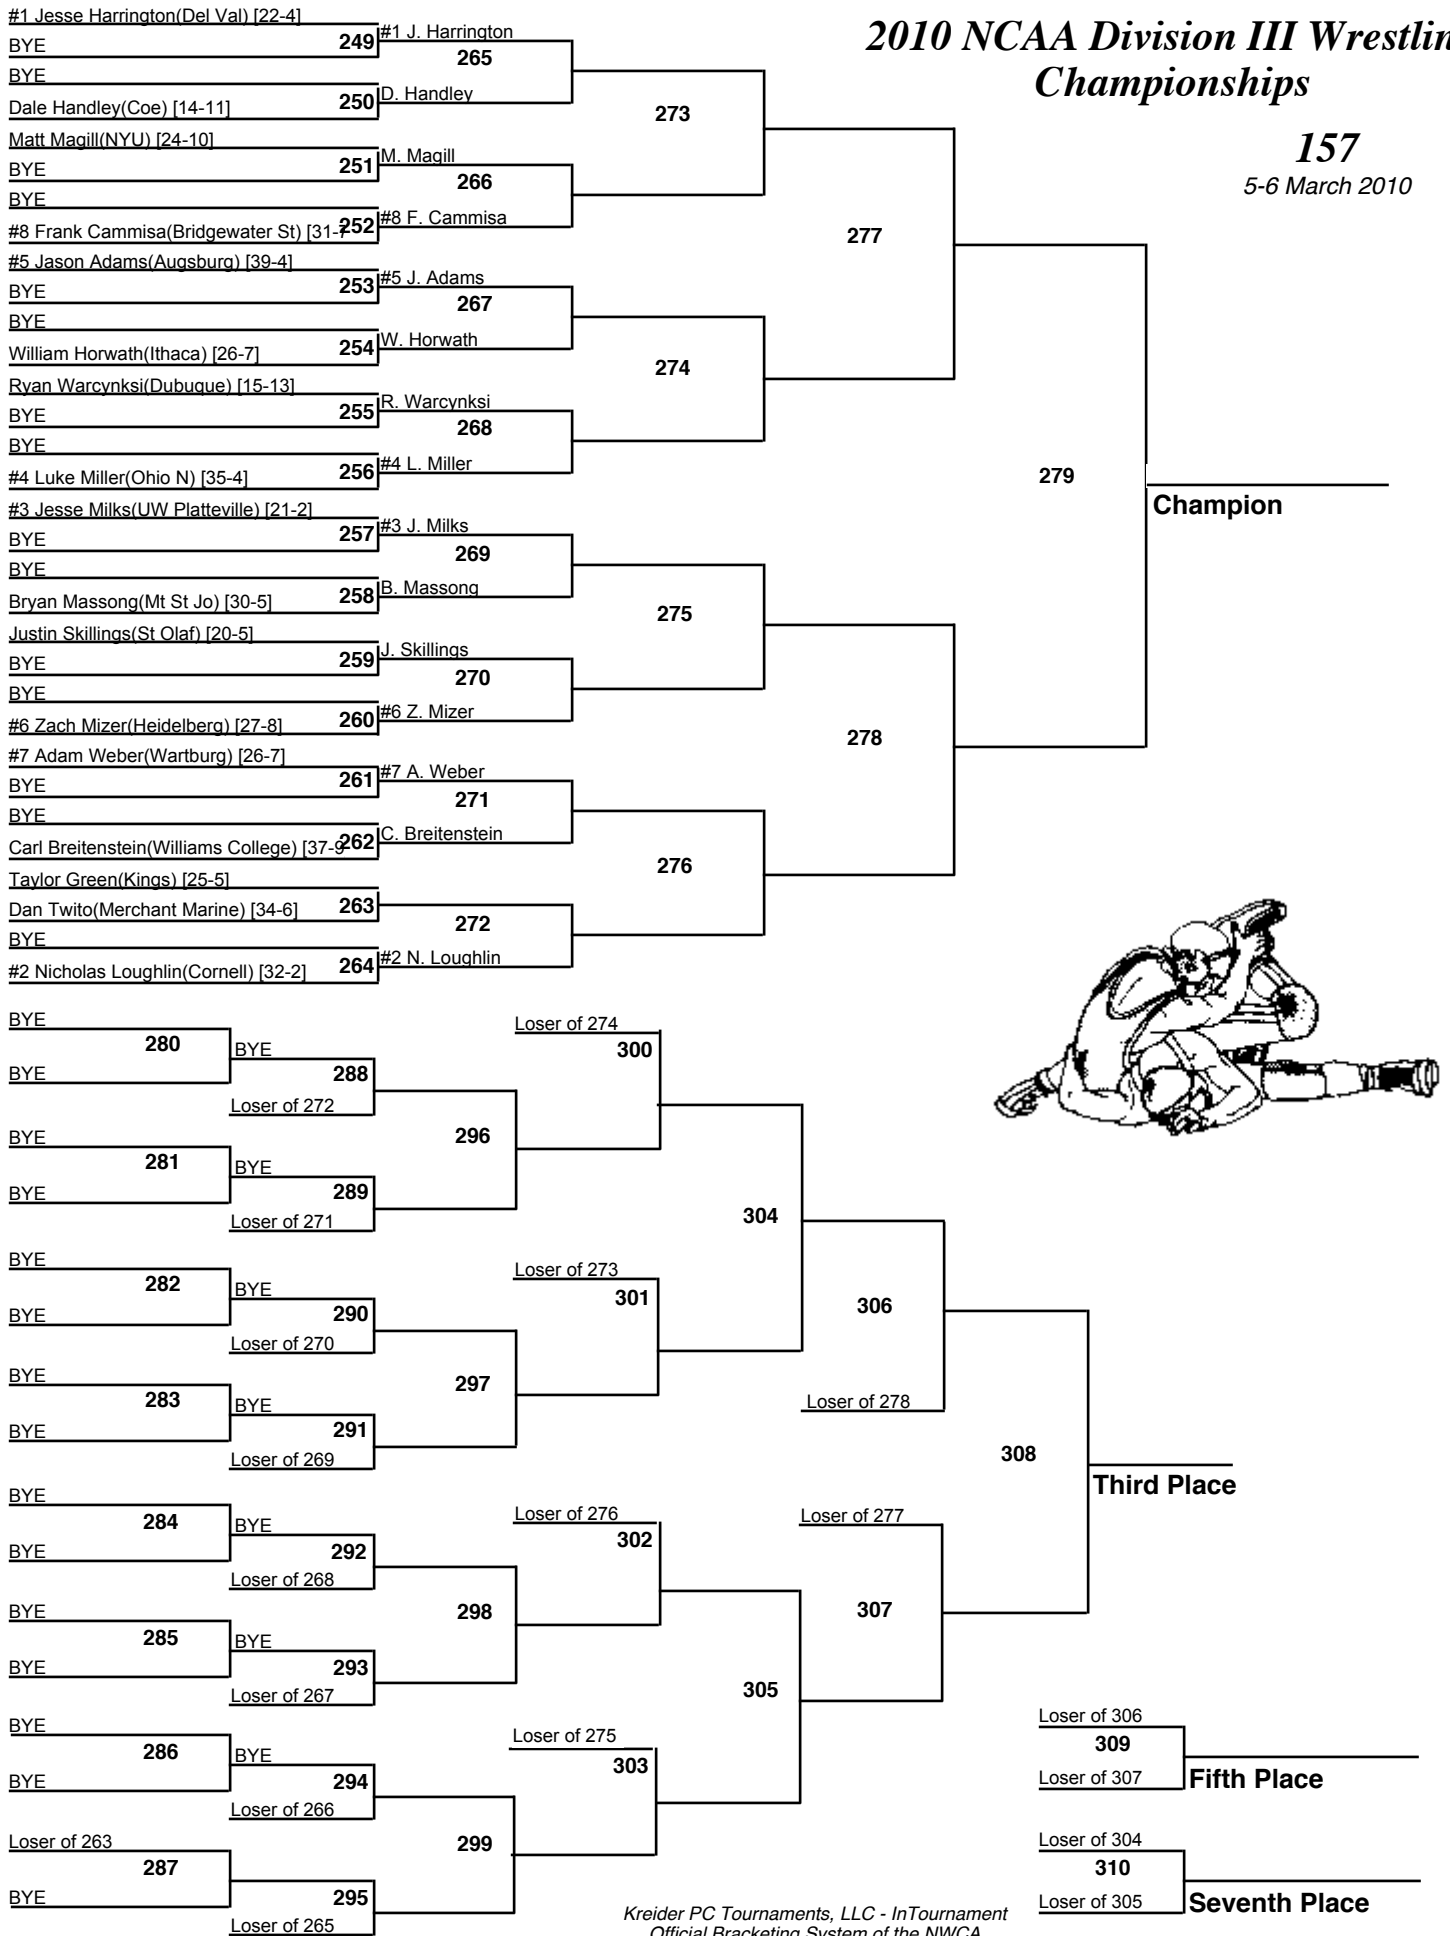 #1 Jesse Harrington(Del Val) [22-4]
BYE
249
BYE
Dale Handley(Coe) [14-11]
250
Matt Magill(NYU) [24-10]
BYE
251
BYE
#8 Frank Cammisa(Bridgewater St) [31-7
252
#5 Jason Adams(Augsburg) [39-4]
BYE
253
BYE
William Horwath(Ithaca) [26-7]
254
Ryan Warcynksi(Dubuque) [15-13]
BYE
255
BYE
#4 Luke Miller(Ohio N) [35-4]
256
#3 Jesse Milks(UW Platteville) [21-2]
BYE
257
BYE
Bryan Massong(Mt St Jo) [30-5]
258
Justin Skillings(St Olaf) [20-5]
BYE
259
BYE
#6 Zach Mizer(Heidelberg) [27-8]
260
#7 Adam Weber(Wartburg) [26-7]
BYE
261
BYE
Carl Breitenstein(Williams College) [37-9
262
Taylor Green(Kings) [25-5]
Dan Twito(Merchant Marine) [34-6]
263
BYE
#2 Nicholas Loughlin(Cornell) [32-2]
264
#1 J. Harrington
265
D. Handley
M. Magill
266
#8 F. Cammisa
#5 J. Adams
267
W. Horwath
R. Warcynksi
268
#4 L. Miller
#3 J. Milks
269
B. Massong
J. Skillings
270
#6 Z. Mizer
#7 A. Weber
271
C. Breitenstein
272
#2 N. Loughlin
273
274
275
276
277
278
279
Champion
2010 NCAA Division III Wrestlin
Championships
157
5-6 March 2010
BYE
280
BYE
BYE
281
BYE
BYE
282
BYE
BYE
283
BYE
BYE
284
BYE
BYE
285
BYE
BYE
286
BYE
Loser of 263
287
BYE
BYE
288
Loser of 272
BYE
289
Loser of 271
BYE
290
Loser of 270
BYE
291
Loser of 269
BYE
292
Loser of 268
BYE
293
Loser of 267
BYE
294
Loser of 266
295
Loser of 265
296
297
298
299
Loser of 274
300
Loser of 273
301
Loser of 276
302
Loser of 275
303
304
305
306
Loser of 278
Loser of 277
307
308
Third Place
Loser of 306
309
Loser of 307
Fifth Place
Loser of 304
310
Loser of 305
Seventh Place
Kreider PC Tournaments, LLC - InTournament
Official Bracketing System of the NWCA